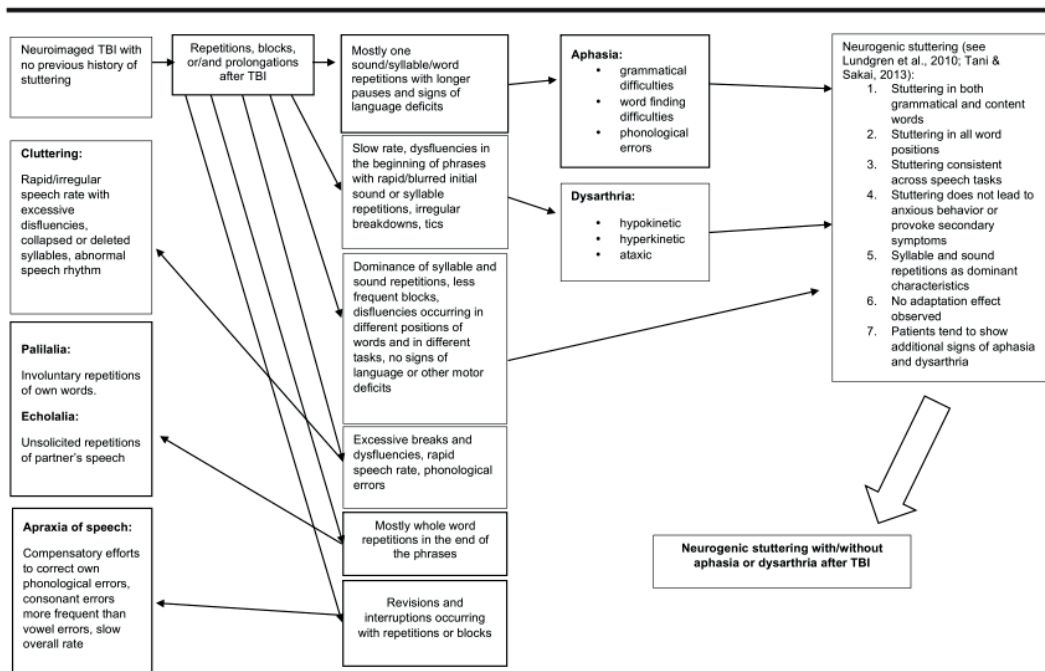 Neuroimaged TBI with
no previous history of
stuttering
Repetitions, blocks,
or/and prolongations
after TBI
Mostly one
sound/syllable/word
repetitions with longer
pauses and signs of
language deficits
Aphasia:
• grammatical
difficulties
• word finding
difficulties
• phonological
errors
Neurogenic stuttering (see
Lundgren et al., 2010; Tani &
Sakai, 2013):
1. Stuttering in both
grammatical and content
words
2. Stuttering in all word
positions
3. Stuttering consistent
across speech tasks
4. Stuttering does not lead to
anxious behavior or
provoke secondary
symptoms
5. Syllable and sound
repetitions as dominant
characteristics
6. No adaptation effect
observed
7. Patients tend to show
additional signs of aphasia
and dysarthria
Cluttering:
Rapid/irregular
speech rate with
excessive
disfluencies,
collapsed or deleted
syllables, abnormal
speech rhythm
Slow rate, dysfluencies in
the beginning of phrases
with rapid/blurred initial
sound or syllable
repetitions, irregular
breakdowns, tics
Dysarthria:
• hypokinetic
• hyperkinetic
• ataxic
Dominance of syllable and
sound repetitions, less
frequent blocks,
disfluencies occurring in
different positions of
words and in different
tasks, no signs of
language or other motor
deficits
Palilalia:
Involuntary repetitions
of own words.
Echolalia:
Unsolicited repetitions
of partner's speech
Excessive breaks and
dysfluencies, rapid
speech rate, phonological
errors
Apraxia of speech:
Compensatory efforts
to correct own
phonological errors,
consonant errors
more frequent than
vowel errors, slow
overall rate
Mostly whole word
repetitions in the end of
the phrases
Revisions and
interruptions occurring
with repetitions or blocks
Neurogenic stuttering with/without
aphasia or dysarthria after TBI